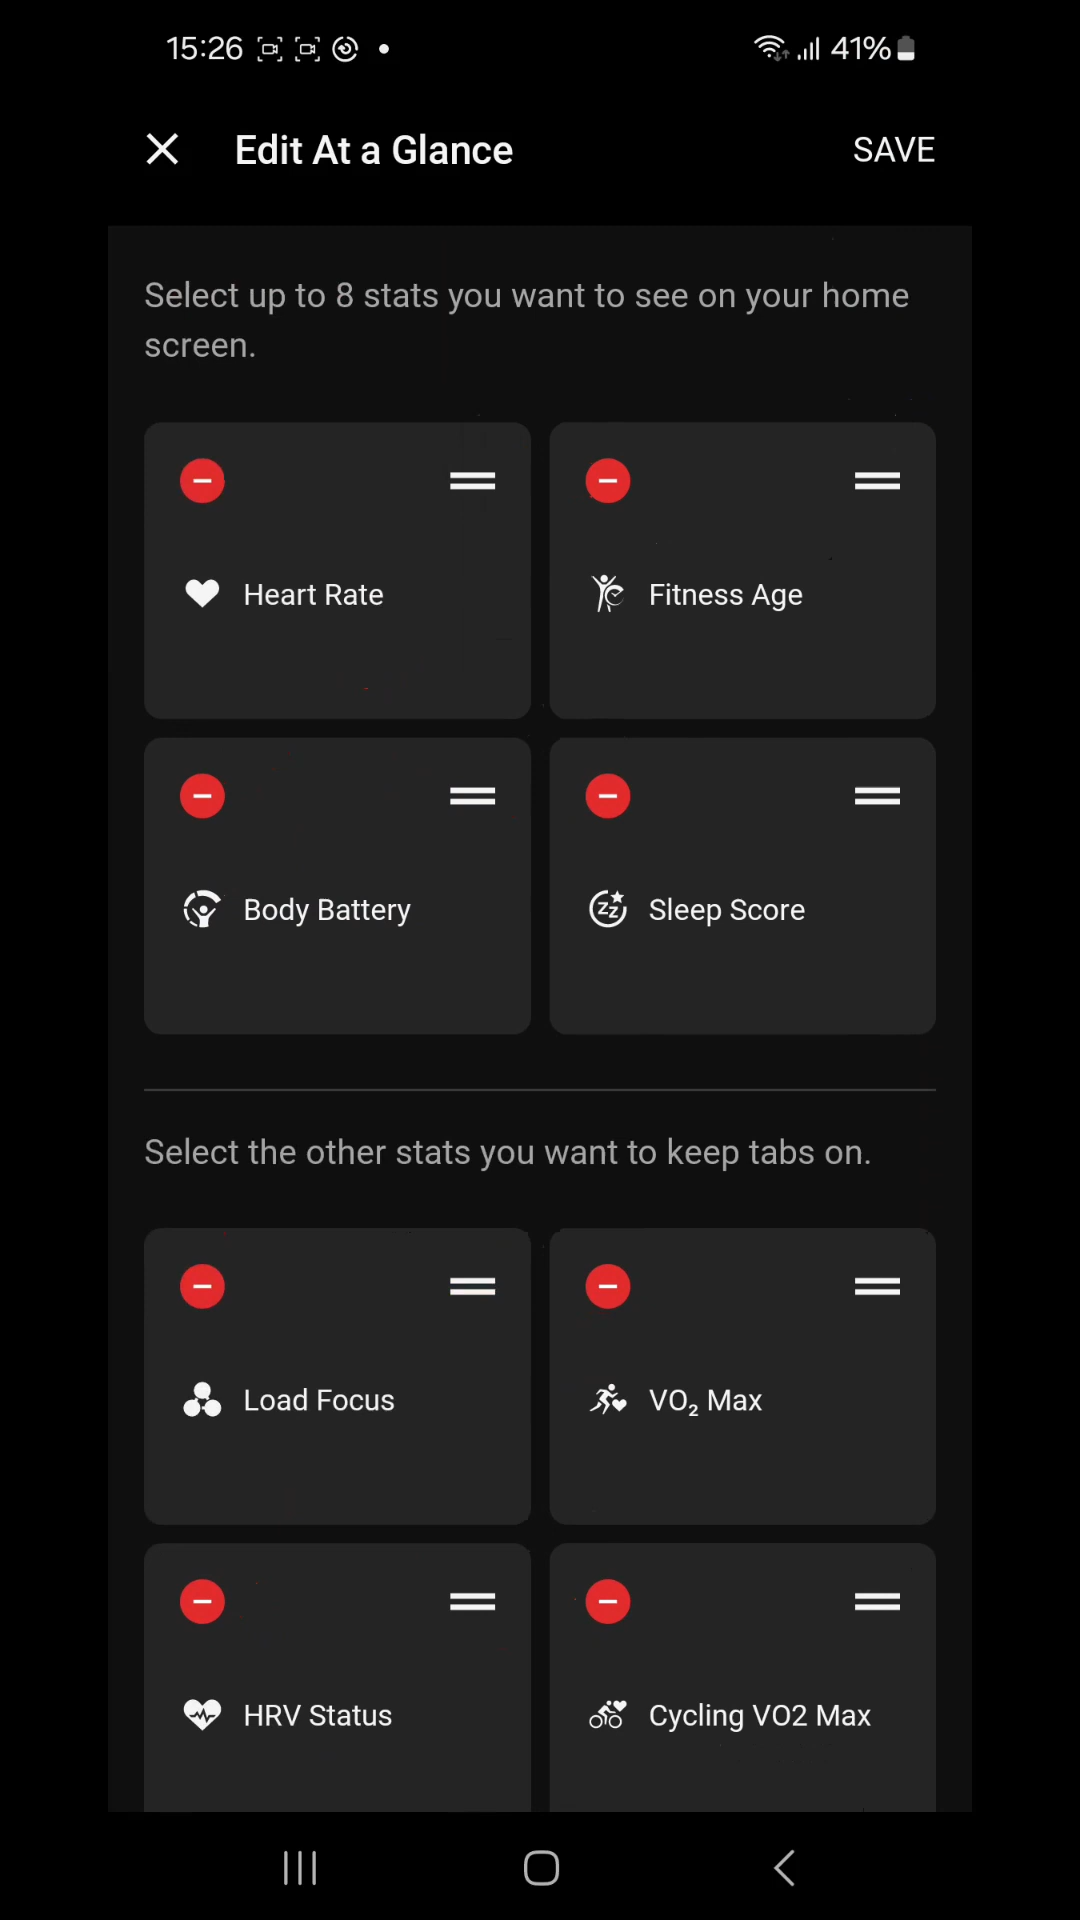 15:26
41%
Edit At a Glance
SAVE
Select up to 8 stats you want to see on your home
screen.
Heart Rate
Fitness Age
Body Battery
Sleep Score
Select the other stats you want to keep tabs on.
Load Focus
VO₂ Max
HRV Status
Cycling VO2 Max